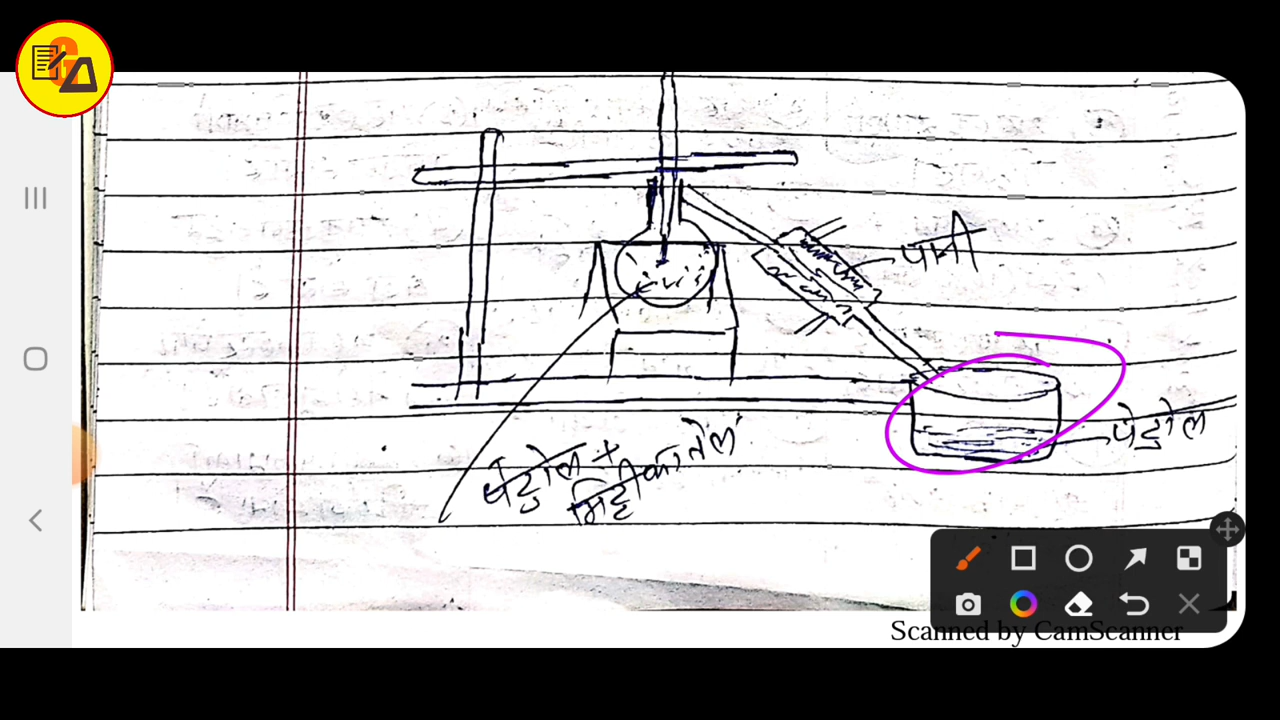 पानी
पेट्रोल
पेट्रोल +
मिट्टी का तेल
Scanned by CamScanner